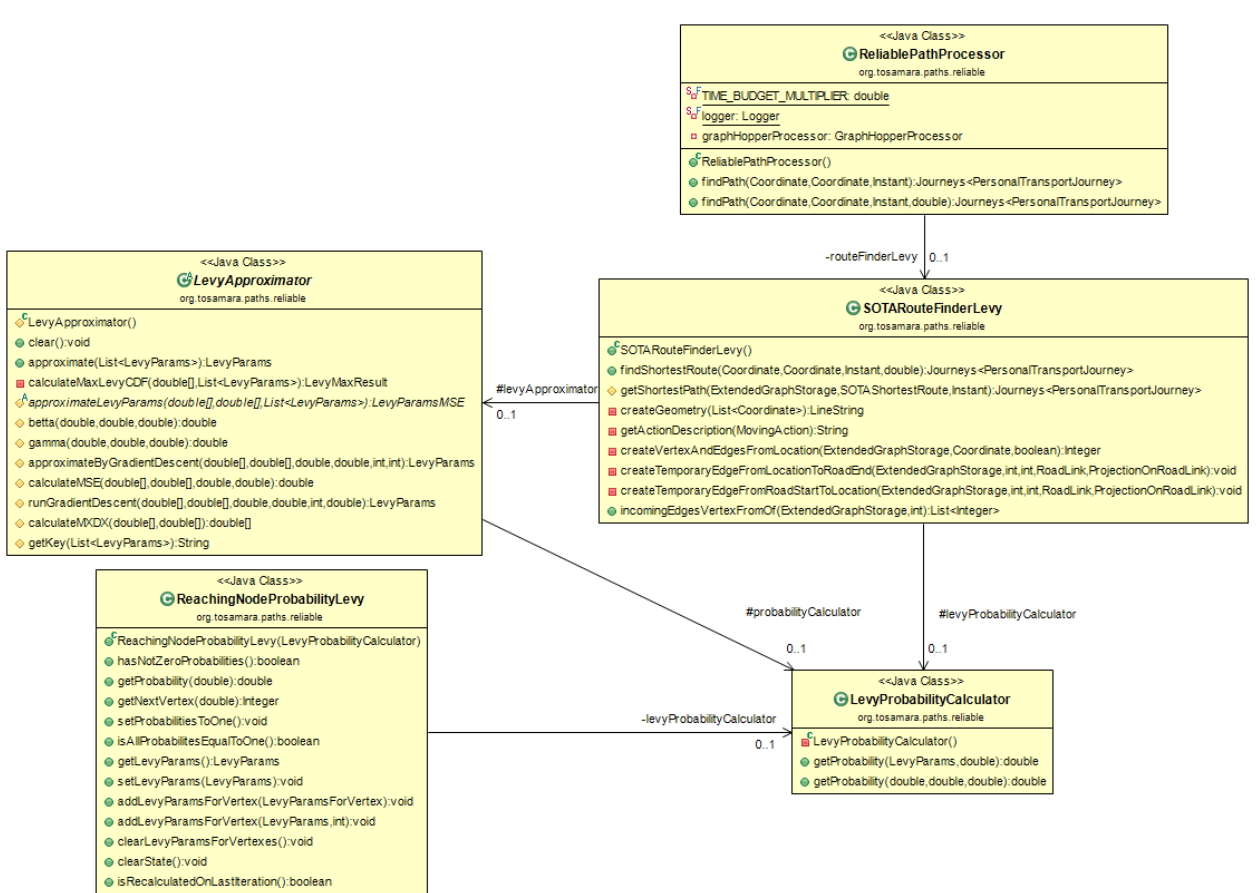 <<Java Class>>
ReliablePathProcessor
org.tosamara.paths.reliable
TIME_BUDGET_MULTIPLIER: double
logger: Logger
graphHopperProcessor: GraphHopperProcessor
ReliablePathProcessor()
findPath(Coordinate,Coordinate,Instant):Journeys<PersonalTransportJourney>
findPath(Coordinate,Coordinate,Instant,double):Journeys<PersonalTransportJourney>
-routeFinderLevy
0..1
<<Java Class>>
LevyApproximator
org.tosamara.paths.reliable
LevyApproximator()
clear():void
approximate(List<LevyParams>):LevyParams
calculateMaxLevyCDF(double[],List<LevyParams>):LevyMaxResult
approximateLevyParams(double[],double[],List<LevyParams>):LevyParamsMSE
betta(double,double,double):double
gamma(double,double,double):double
approximateByGradientDescent(double[],double[],double,double,int,int):LevyParams
calculateMSE(double[],double[],double,double):double
runGradientDescent(double[],double[],double,double,int,double):LevyParams
calculateMXDX(double[],double[]):double[]
getKey(List<LevyParams>):String
#levyApproximator
0..1
<<Java Class>>
SOTARouteFinderLevy
org.tosamara.paths.reliable
SOTARouteFinderLevy()
findShortestRoute(Coordinate,Coordinate,Instant,double):Journeys<PersonalTransportJourney>
getShortestPath(ExtendedGraphStorage,SOTAShortestRoute,Instant):Journeys<PersonalTransportJourney>
createGeometry(List<Coordinate>):LineString
getActionDescription(MovingAction):String
createVertexAndEdgesFromLocation(ExtendedGraphStorage,Coordinate,boolean):Integer
createTemporaryEdgeFromLocationToRoadEnd(ExtendedGraphStorage,int,int,RoadLink,ProjectionOnRoadLink):void
createTemporaryEdgeFromRoadStartToLocation(ExtendedGraphStorage,int,int,RoadLink,ProjectionOnRoadLink):void
incomingEdgesVertexFromOf(ExtendedGraphStorage,int):List<Integer>
#probabilityCalculator
0..1
#levyProbabilityCalculator
0..1
<<Java Class>>
ReachingNodeProbabilityLevy
org.tosamara.paths.reliable
ReachingNodeProbabilityLevy(LevyProbabilityCalculator)
hasNotZeroProbabilities():boolean
getProbability(double):double
getNextVertex(double):Integer
setProbabilitiesToOne():void
isAllProbabilitesEqualToOne():boolean
getLevyParams():LevyParams
setLevyParams(LevyParams):void
addLevyParamsForVertex(LevyParamsForVertex):void
addLevyParamsForVertex(LevyParams,int):void
clearLevyParamsForVertexes():void
clearState():void
isRecalculatedOnLastIteration():boolean
-levyProbabilityCalculator
0..1
<<Java Class>>
LevyProbabilityCalculator
org.tosamara.paths.reliable
LevyProbabilityCalculator()
getProbability(LevyParams,double):double
getProbability(double,double,double):double